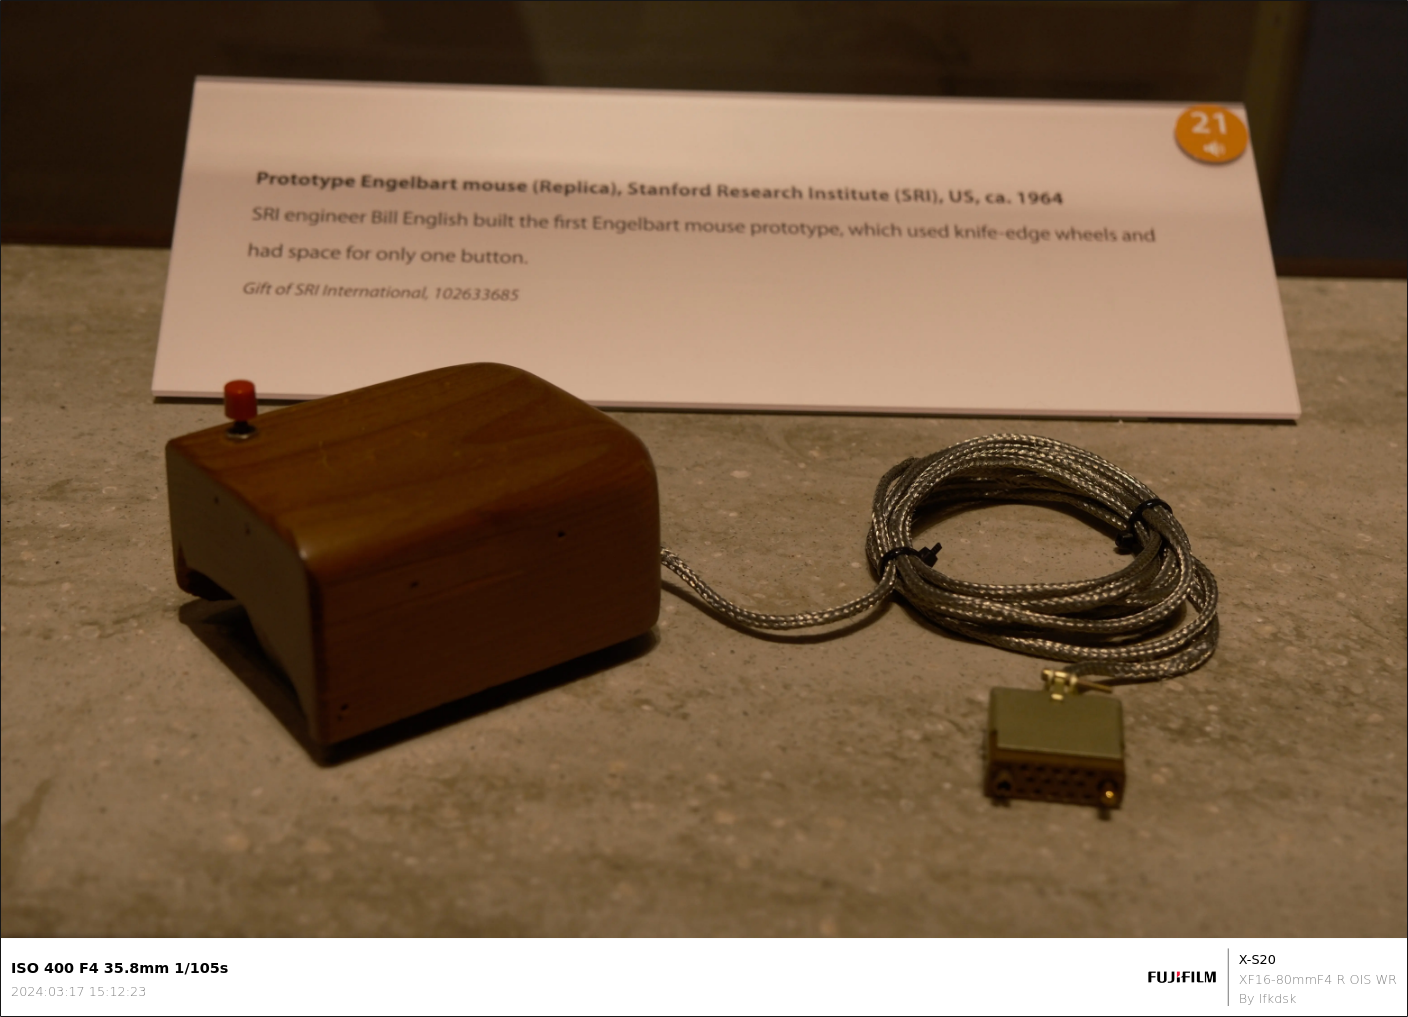 21
Prototype Engelbart mouse (Replica), Stanford Research Institute (SRI), US, ca. 1964
SRI engineer Bill English built the first Engelbart mouse prototype, which used knife-edge wheels and
had space for only one button.
Gift of SRI International, 102633685
ISO 400 F4 35.8mm 1/105s
2024:03:17 15:12:23
FUJIFILM
X-S20
XF16-80mmF4 R OIS WR
By lfkdsk